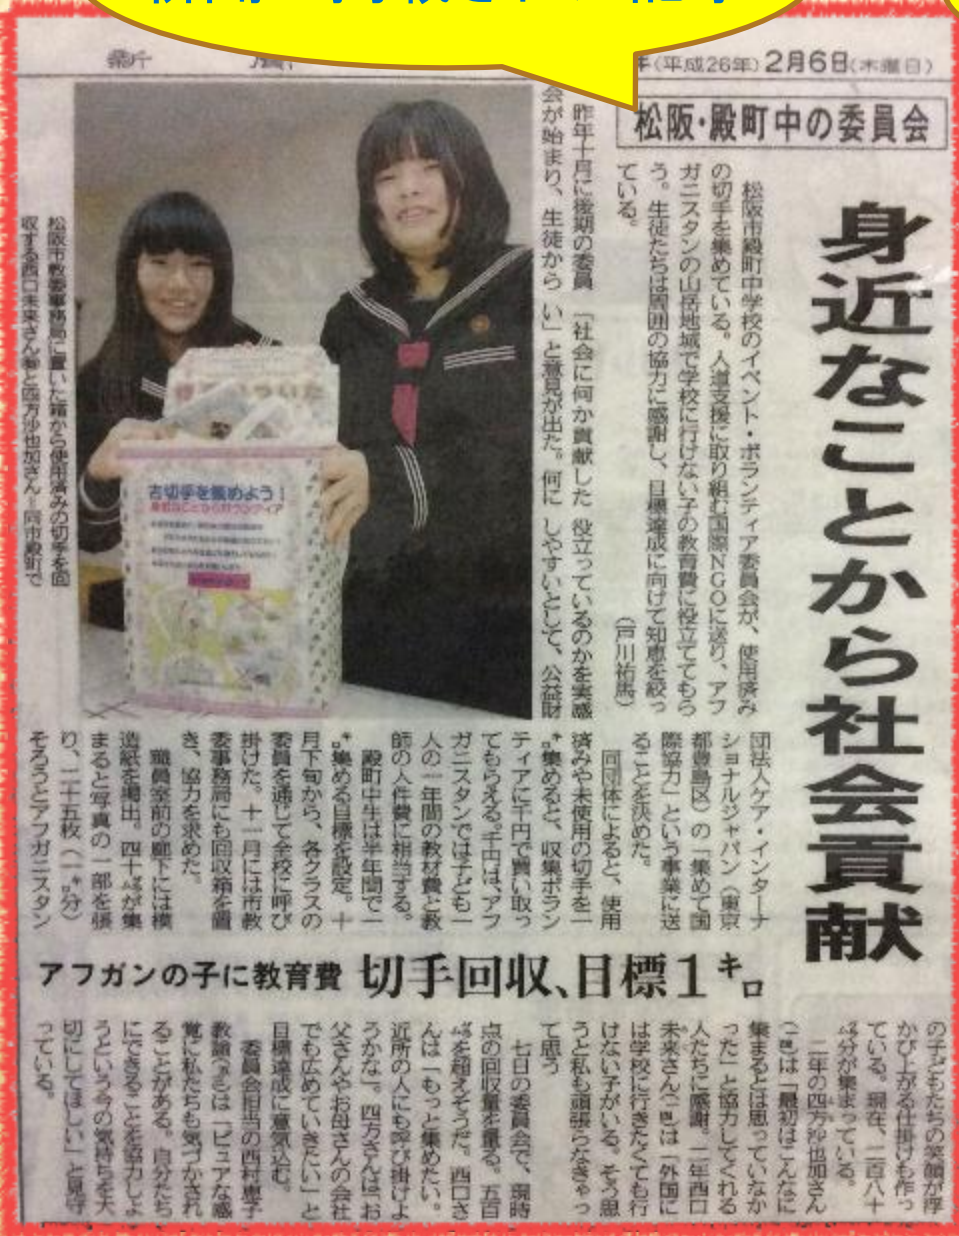 年(平成26年)2月6日(木曜日)
松阪・殿町中の委員会
身近なことから社会貢献
松阪市殿町中学校のイベント・ボランティア委員会が、使用済み
の切手を集めている。人道支援に取り組む国際NGOに送り、アフ
ガニスタンの山岳地域で学校に行けない子の教育費に役立ててもら
う。生徒たちは周囲の協力に感謝し、目標達成に向けて知恵を絞っ
ている。
(戸川祐馬)
昨年十月に後期の委員
会が始まり、生徒から
「社会に何か貢献した
い」と意見が出た。何に
役立っているのかを実感
しやすいとして、公益財
団法人ケア・インターナ
ショナルジャパン(東京
都豊島区)の「集めて国
際協力」という事業に送
ることを決めた。
同団体によると、使用
済みや未使用の切手を一
㌔集めると、収集ボラン
ティアに千円で買い取っ
てもらえる。千円は、アフ
ガニスタンでは子ども一
人の一年間の教材費と教
師の人件費に相当する。
殿町中生は半年間で一
㌔集める目標を設定。十
月下旬から、各クラスの
委員を通じて全校に呼び
掛けた。十一月には市教
委事務局にも回収箱を置
き、協力を求めた。
職員室前の廊下には模
造紙を掲出。四十㌘が集
まると写真の一部を張
り、二十五枚(一㌔分)
そろうとアフガニスタン
の子どもたちの笑顔が浮
かび上がる仕掛けも作っ
ている。現在、二百八十
㌘分が集まっている。
二年の四方沙也加さん
は「最初はこんなに
集まるとは思っていなか
った」と協力してくれる
人たちに感謝。二年西口
未来さんは「外国に
は学校に行きたくても行
けない子がいる。そう思
うと私も頑張らなきゃっ
て思う
七日の委員会で、現時
点の回収量を量る。五百
㌘を超えそうだ。西口さ
んは「もっと集めたい。
近所の人にも呼び掛けよ
うかな」。四方さんは「お
父さんやお母さんの会社
でも広めていきたい」と
目標達成に意気込む。
委員会担当の西村恵子
教諭は「ピュアな感
覚に私たちも気づかされ
ることがある。自分たち
にできることを協力しよ
うという今の気持ちを大
切にしてほしい」と見守
っている。
アフガンの子に教育費 切手回収、目標1㌔
松阪市教委事務局に置いた箱から使用済みの切手を回
収する西口未来さんと四方沙也加さん=同市殿町で
古切手を集めよう!